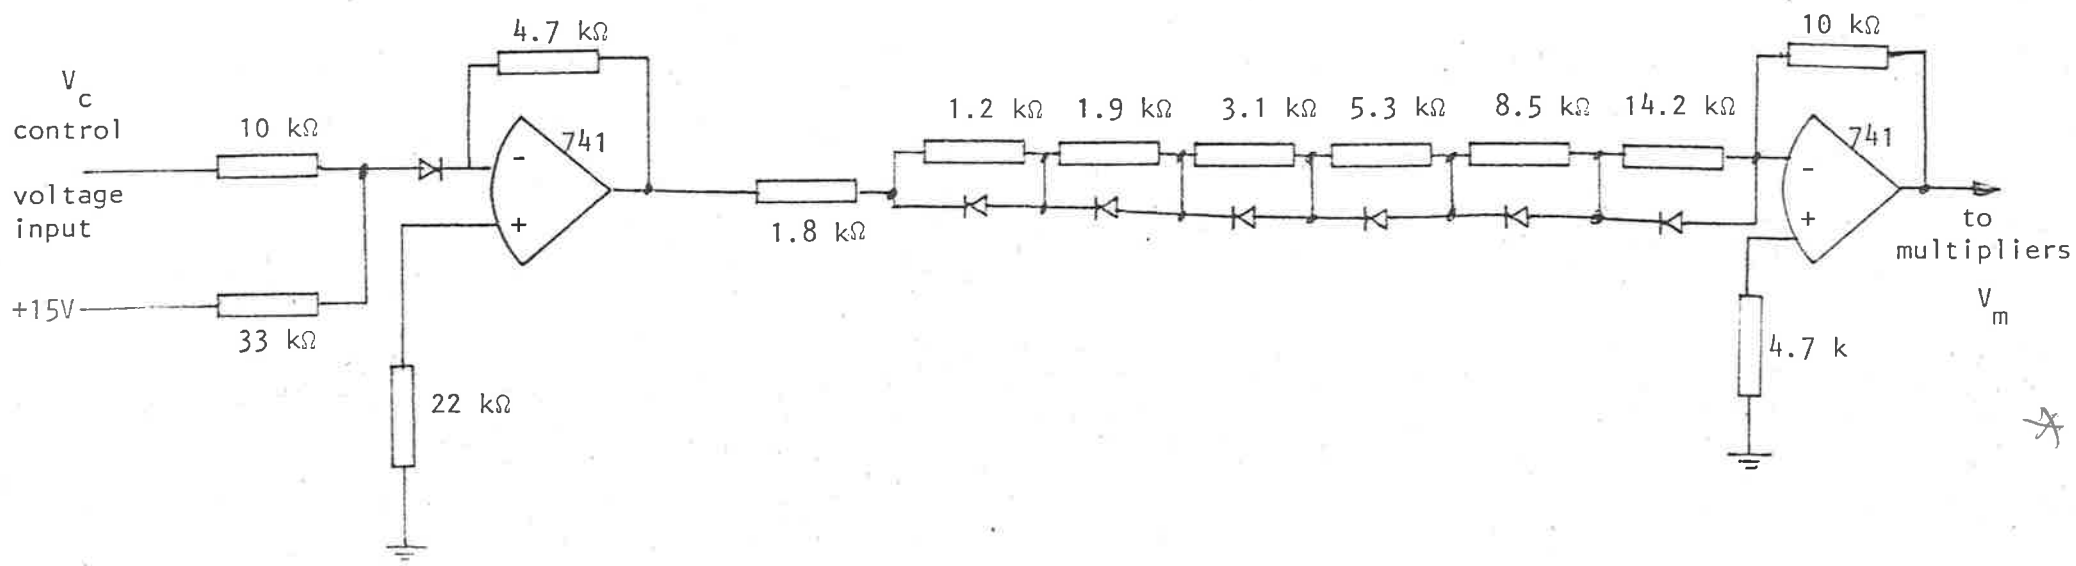 V
c
control
voltage
input
10 kΩ
+15V
33 kΩ
4.7 kΩ
741
-
+
22 kΩ
1.8 kΩ
1.2 kΩ
1.9 kΩ
3.1 kΩ
5.3 kΩ
8.5 kΩ
14.2 kΩ
10 kΩ
741
-
+
4.7 k
to
multipliers
V
m